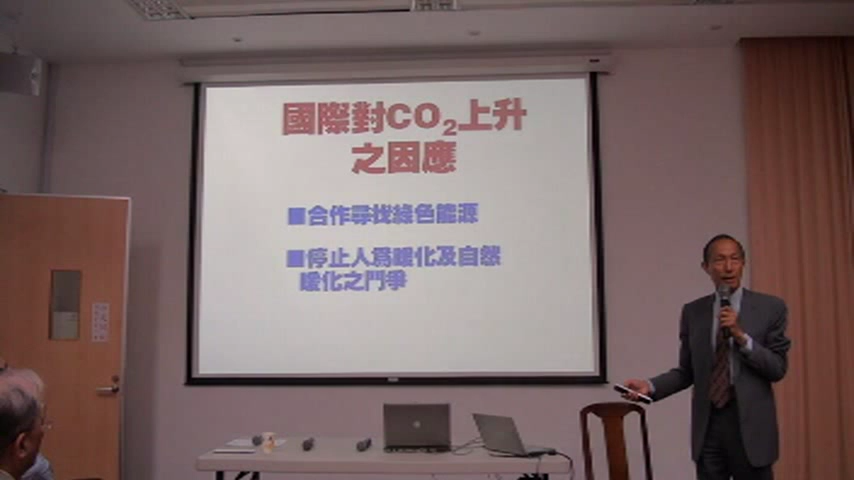 國際對CO₂上升
之因應
■合作尋找綠色能源
■停止人為暖化及自然
暖化之鬥爭